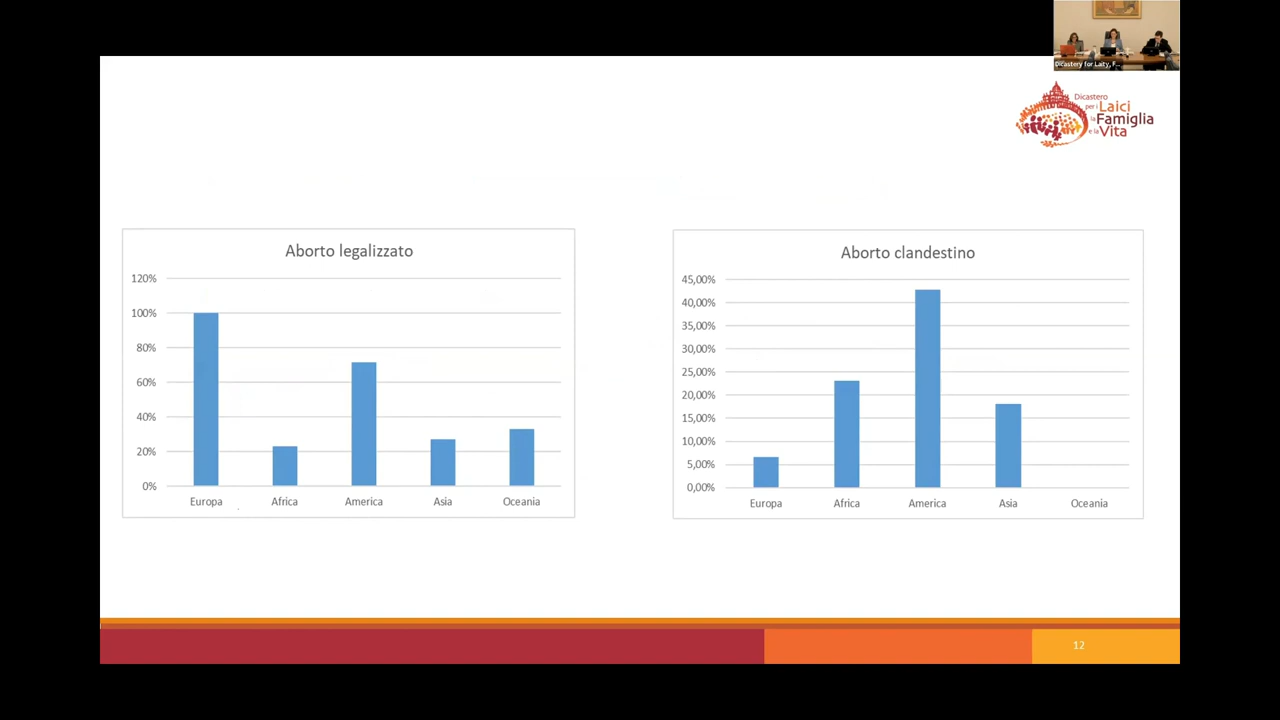 Dicastery for Laity, F...
Dicastero
per i Laici
la Famiglia
e la Vita
Aborto legalizzato
120%
100%
80%
60%
40%
20%
0%
Europa
Africa
America
Asia
Oceania
Aborto clandestino
45,00%
40,00%
35,00%
30,00%
25,00%
20,00%
15,00%
10,00%
5,00%
0,00%
Europa
Africa
America
Asia
Oceania
12